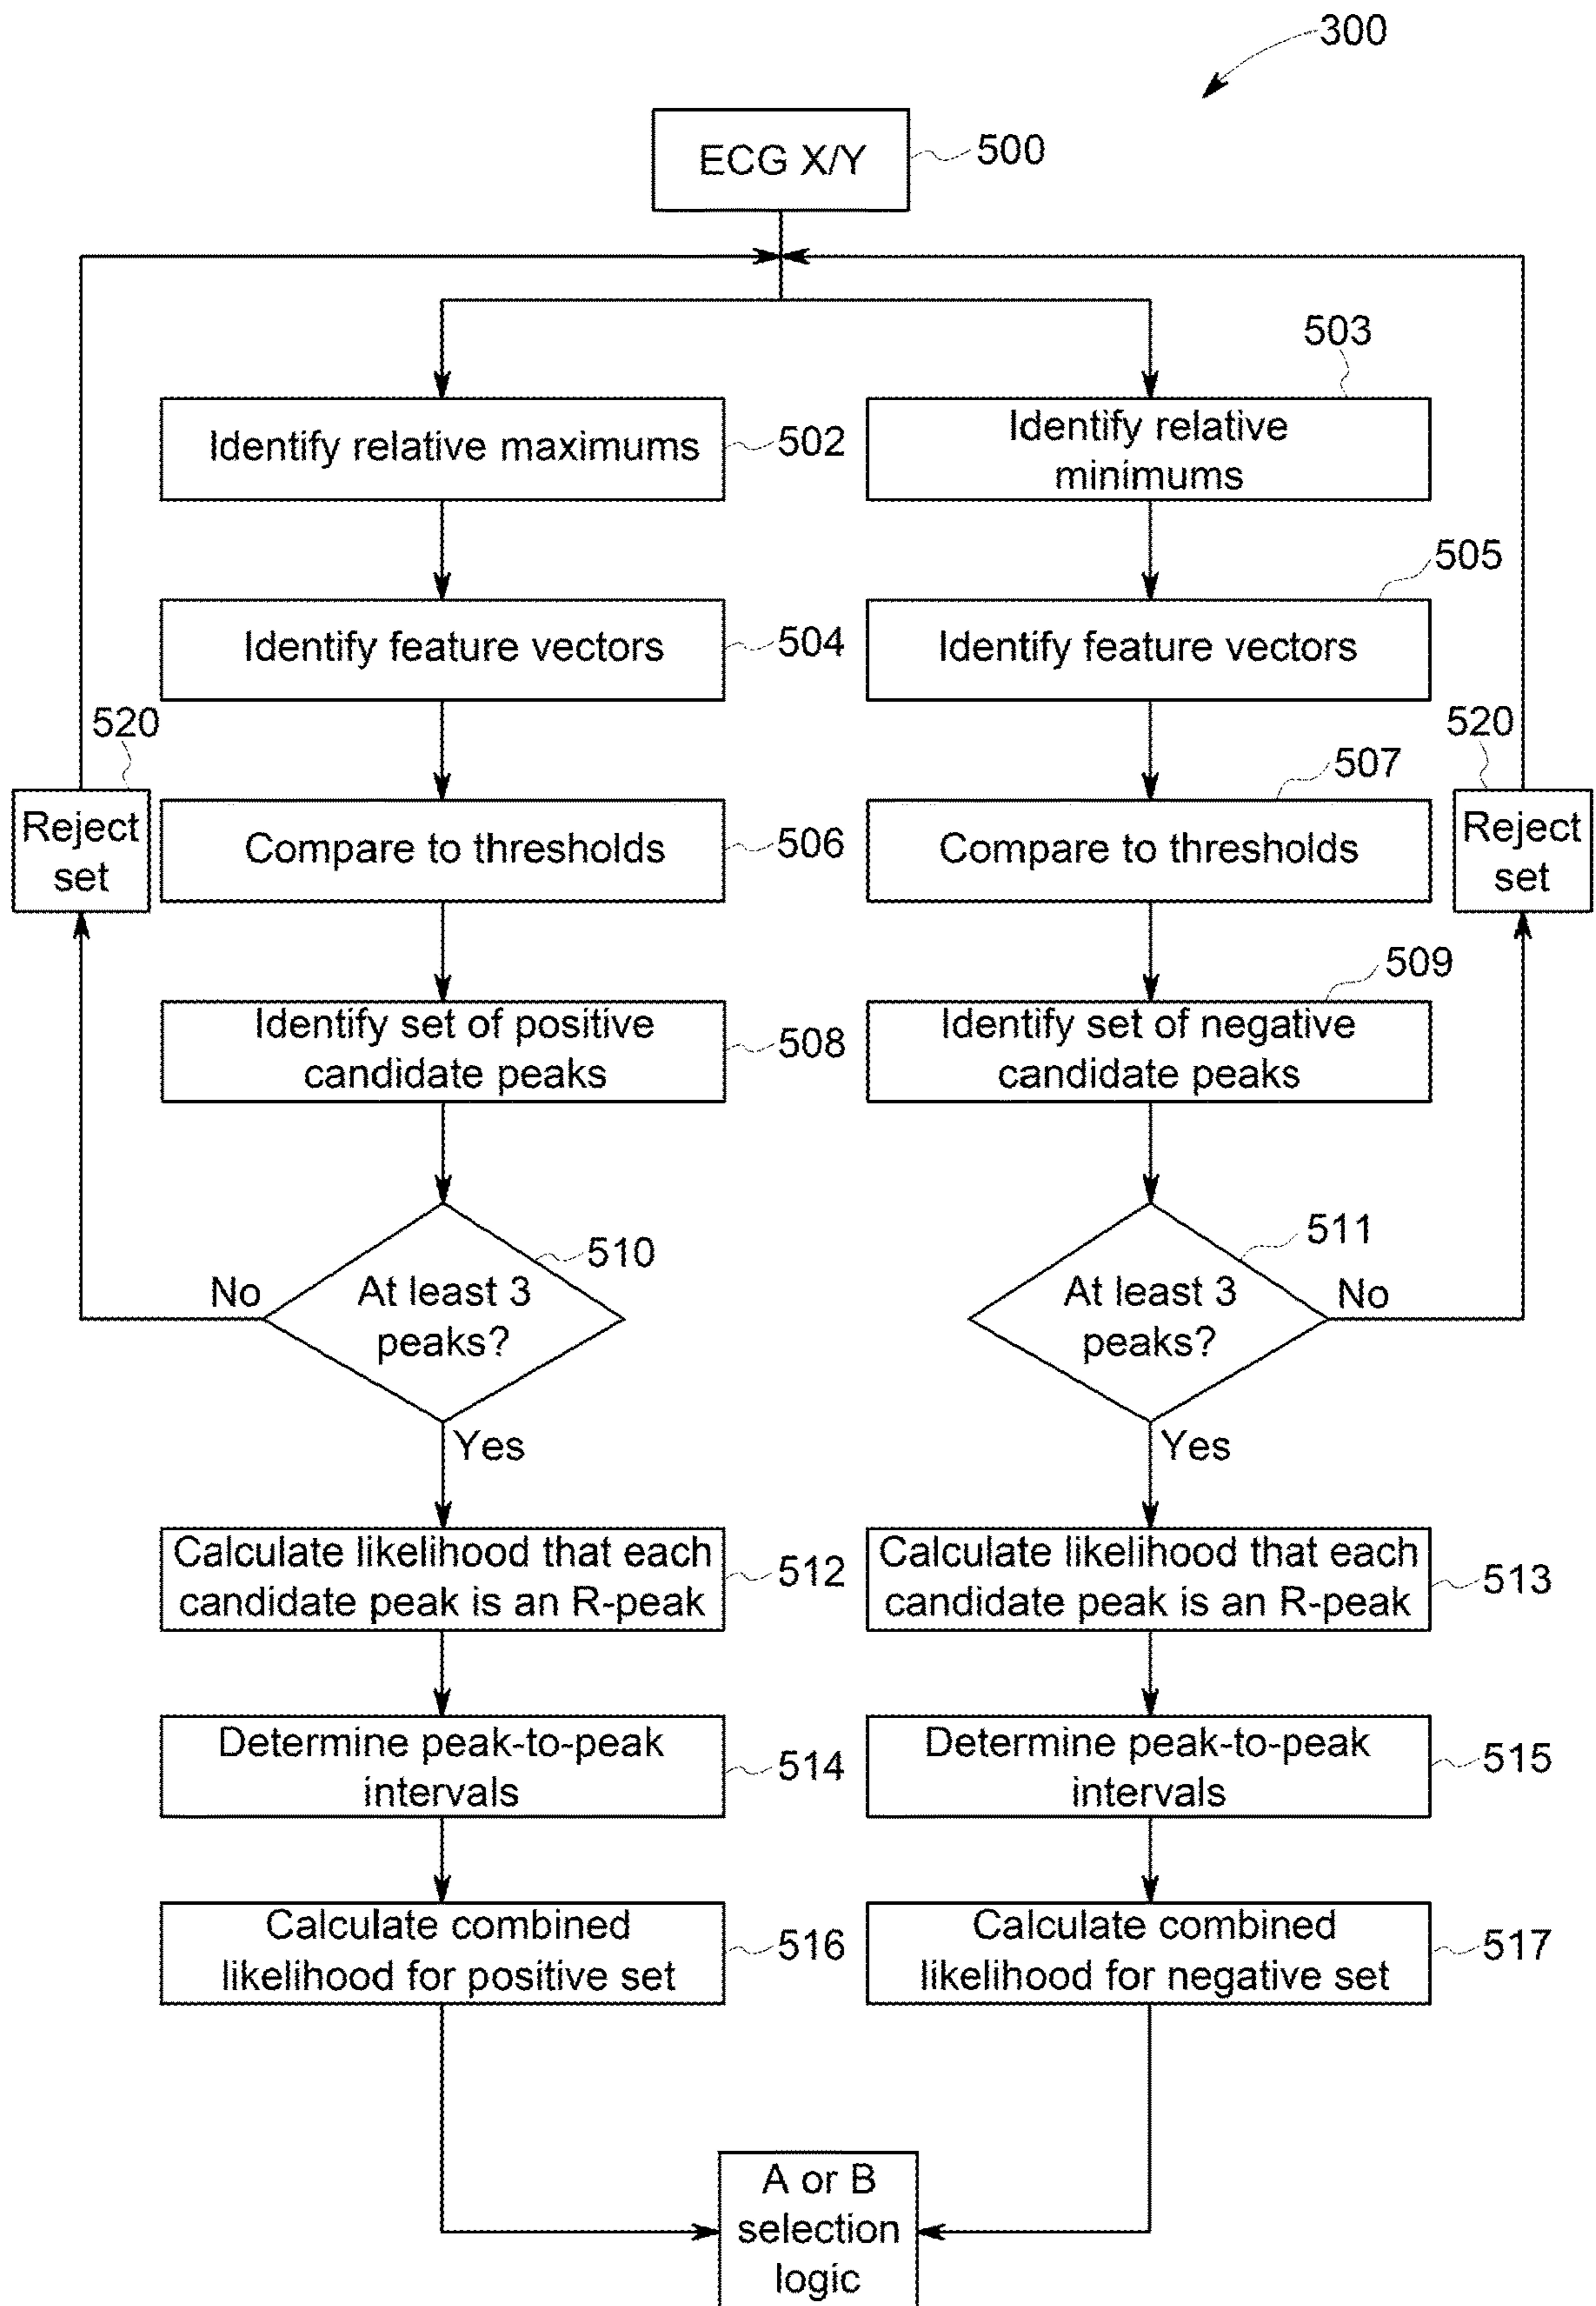 300
ECG X/Y
500
503
Identify relative maximums
502
Identify relative
minimums
505
Identify feature vectors
504
Identify feature vectors
520
520
507
Reject
set
Compare to thresholds
506
Compare to thresholds
Reject
set
509
Identify set of positive
candidate peaks
508
Identify set of negative
candidate peaks
510
511
No
At least 3
peaks?
At least 3
peaks?
No
Yes
Yes
Calculate likelihood that each
candidate peak is an R-peak
512
Calculate likelihood that each
candidate peak is an R-peak
513
Determine peak-to-peak
intervals
514
Determine peak-to-peak
intervals
515
Calculate combined
likelihood for positive set
516
Calculate combined
likelihood for negative set
517
A or B
selection
logic